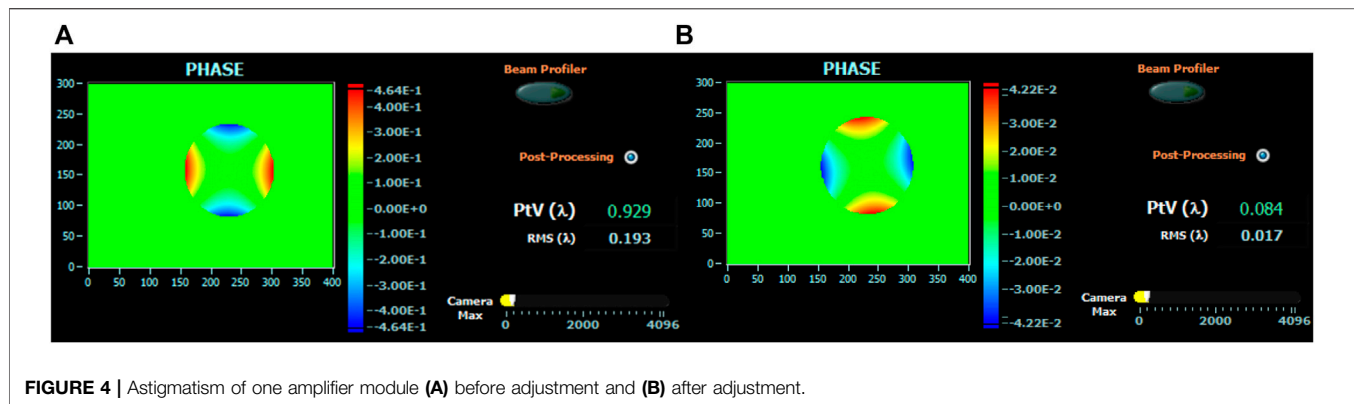 A
PHASE
300
250
200
150
100
50
0
0 50 100 150 200 250 300 350 400
4.64E-1
4.00E-1
3.00E-1
2.00E-1
1.00E-1
0.00E+0
-1.00E-1
-2.00E-1
-3.00E-1
-4.00E-1
-4.64E-1
Beam Profiler
Post-Processing
PtV (λ) 0.929
RMS (λ) 0.193
Camera Max
0 2000 4096
B
PHASE
300
250
200
150
100
50
0
0 50 100 150 200 250 300 350 400
4.22E-2
3.00E-2
2.00E-2
1.00E-2
0.00E+0
-1.00E-2
-2.00E-2
-3.00E-2
-4.22E-2
Beam Profiler
Post-Processing
PtV (λ) 0.084
RMS (λ) 0.017
Camera Max
0 2000 4096
FIGURE 4 | Astigmatism of one amplifier module (A) before adjustment and (B) after adjustment.